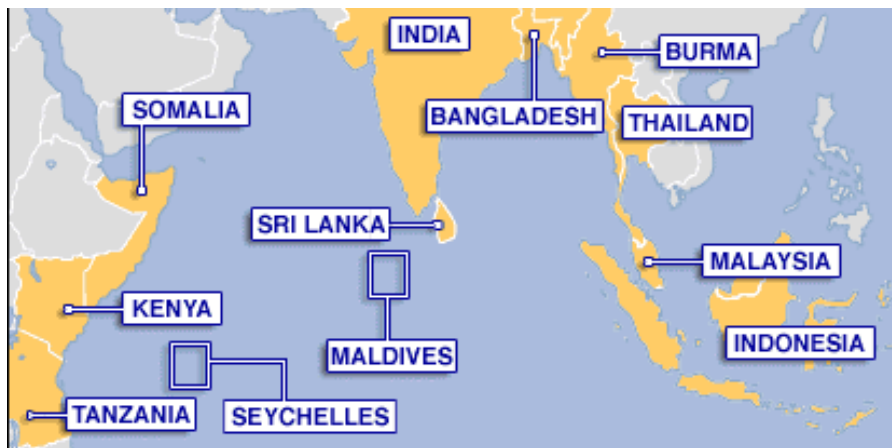 INDIA
BURMA
SOMALIA
BANGLADESH
THAILAND
SRI LANKA
MALAYSIA
KENYA
MALDIVES
INDONESIA
TANZANIA
SEYCHELLES